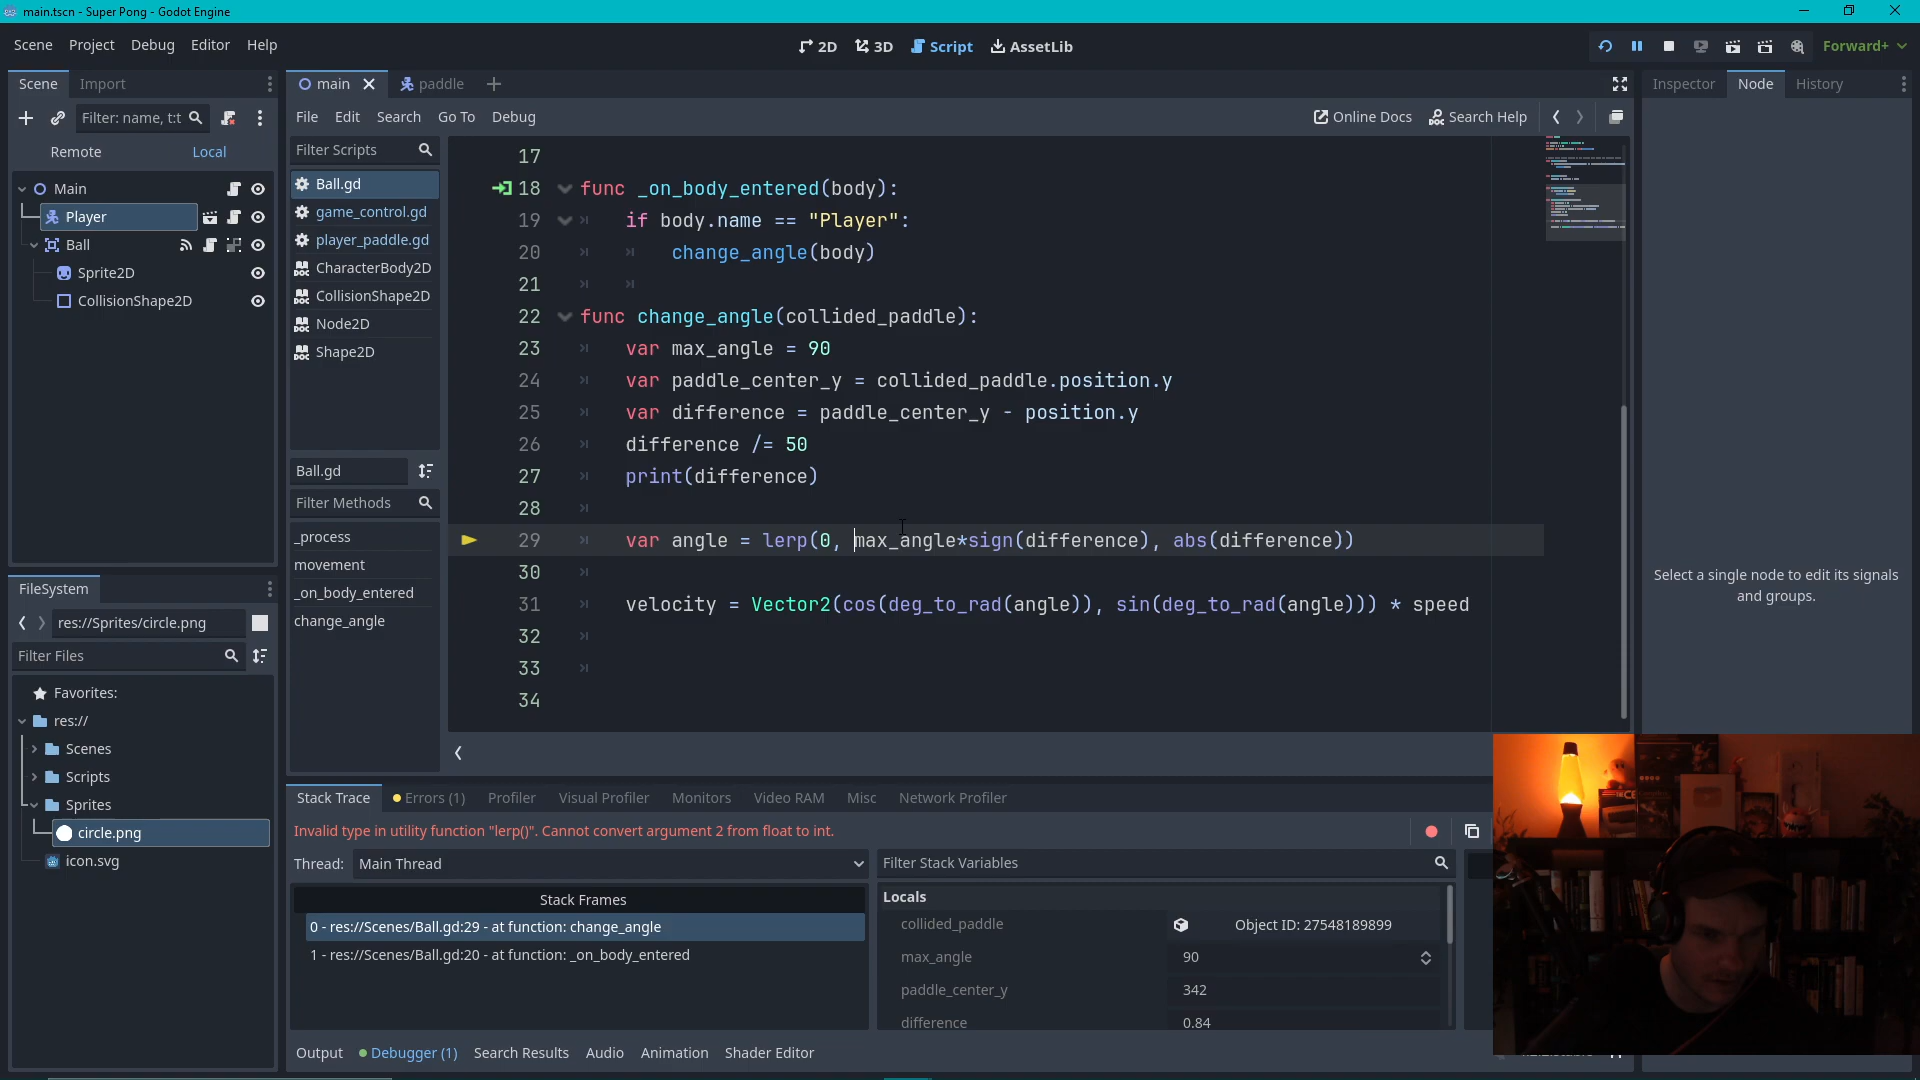 main.tscn - Super Pong - Godot Engine
Scene Project Debug Editor Help
2D 3D Script AssetLib
Forward+
Scene Import
Filter: name, t:t
Remote Local
Main
Player
Ball
Sprite2D
CollisionShape2D
FileSystem
res://Sprites/circle.png
Filter Files
Favorites:
res://
Scenes
Scripts
Sprites
circle.png
icon.svg
main paddle
File Edit Search Go To Debug
Online Docs Search Help
Filter Scripts
Ball.gd
game_control.gd
player_paddle.gd
CharacterBody2D
CollisionShape2D
Node2D
Shape2D
Ball.gd
Filter Methods
_process
movement
_on_body_entered
change_angle
17
18 func _on_body_entered(body):
19 if body.name == "Player":
20 change_angle(body)
21
22 func change_angle(collided_paddle):
23 var max_angle = 90
24 var paddle_center_y = collided_paddle.position.y
25 var difference = paddle_center_y - position.y
26 difference /= 50
27 print(difference)
28
29 var angle = lerp(0, max_angle*sign(difference), abs(difference))
30
31 velocity = Vector2(cos(deg_to_rad(angle)), sin(deg_to_rad(angle))) * speed
32
33
34
Stack Trace Errors (1) Profiler Visual Profiler Monitors Video RAM Misc Network Profiler
Invalid type in utility function "lerp()". Cannot convert argument 2 from float to int.
Thread: Main Thread
Stack Frames
0 - res://Scenes/Ball.gd:29 - at function: change_angle
1 - res://Scenes/Ball.gd:20 - at function: _on_body_entered
Filter Stack Variables
Locals
collided_paddle Object ID: 27548189899
max_angle 90
paddle_center_y 342
difference 0.84
Output Debugger (1) Search Results Audio Animation Shader Editor
Inspector Node History
Select a single node to edit its signals
and groups.